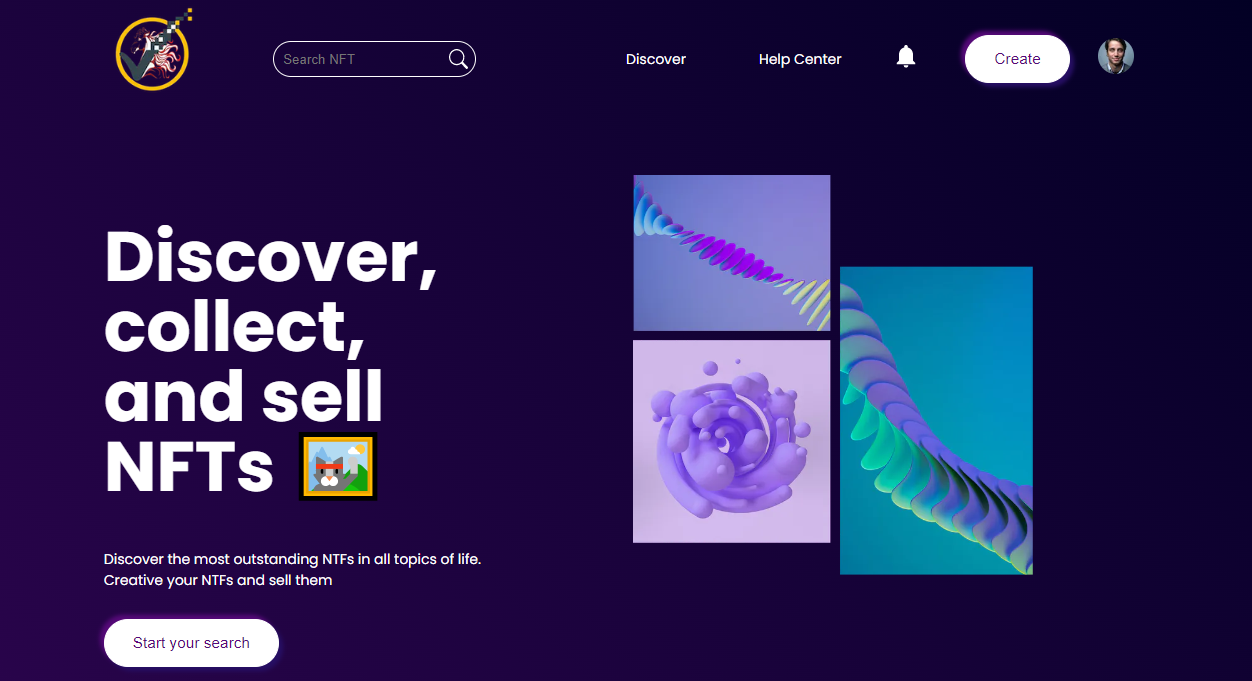 Search NFT
Discover
Help Center
Create
Discover,
collect,
and sell
NFTs
Discover the most outstanding NTFs in all topics of life.
Creative your NTFs and sell them
Start your search